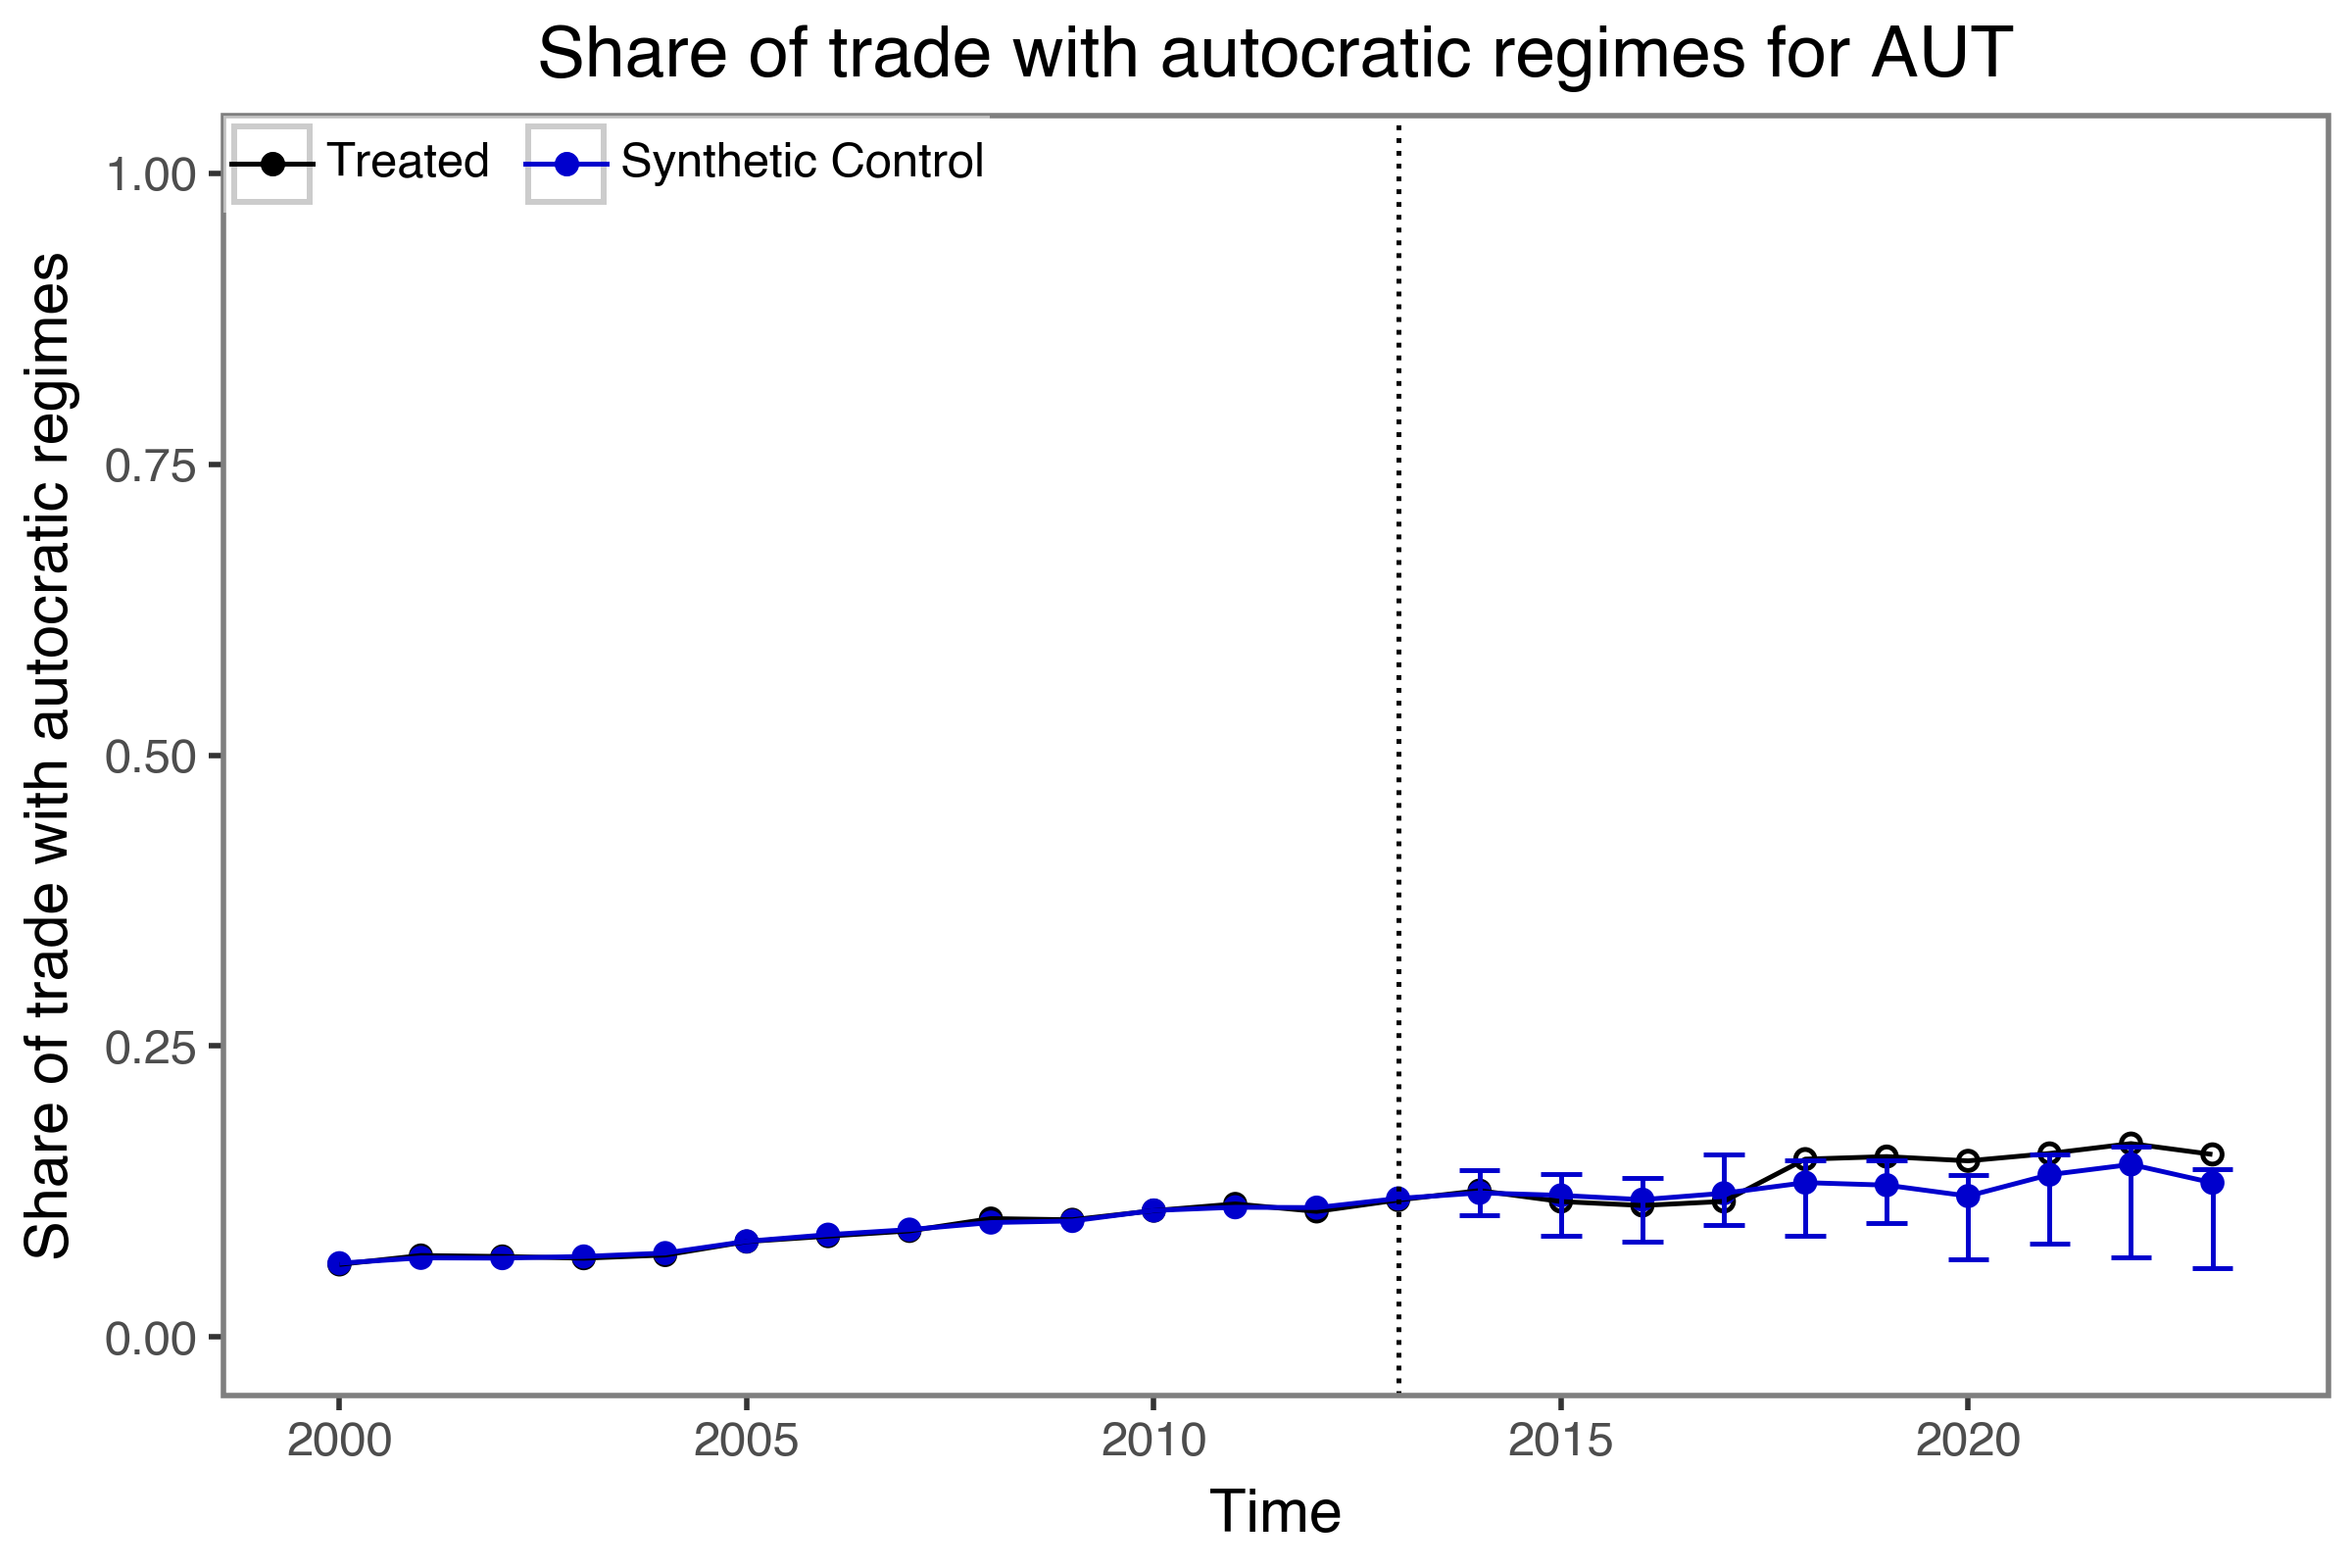 Share of trade with autocratic regimes for AUT
Treated
Synthetic Control
Share of trade with autocratic regimes
1.00
0.75
0.50
0.25
0.00
2000
2005
2010
2015
2020
Time